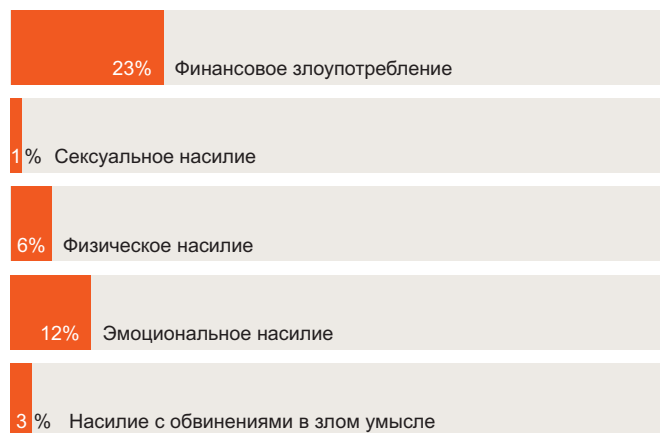 23% Финансовое злоупотребление
1% Сексуальное насилие
6% Физическое насилие
12% Эмоциональное насилие
3% Насилие с обвинениями в злом умысле